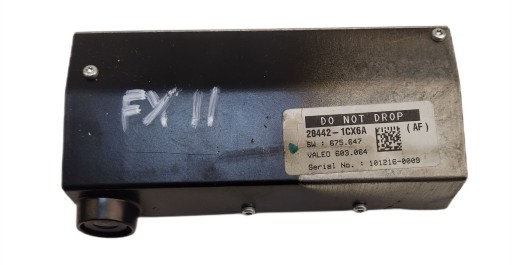 FX II
DO NOT DROP
28442-1CX6A
(AF)
SW : 675.647
VALEO 603.064
Serial No. : 101216-0009